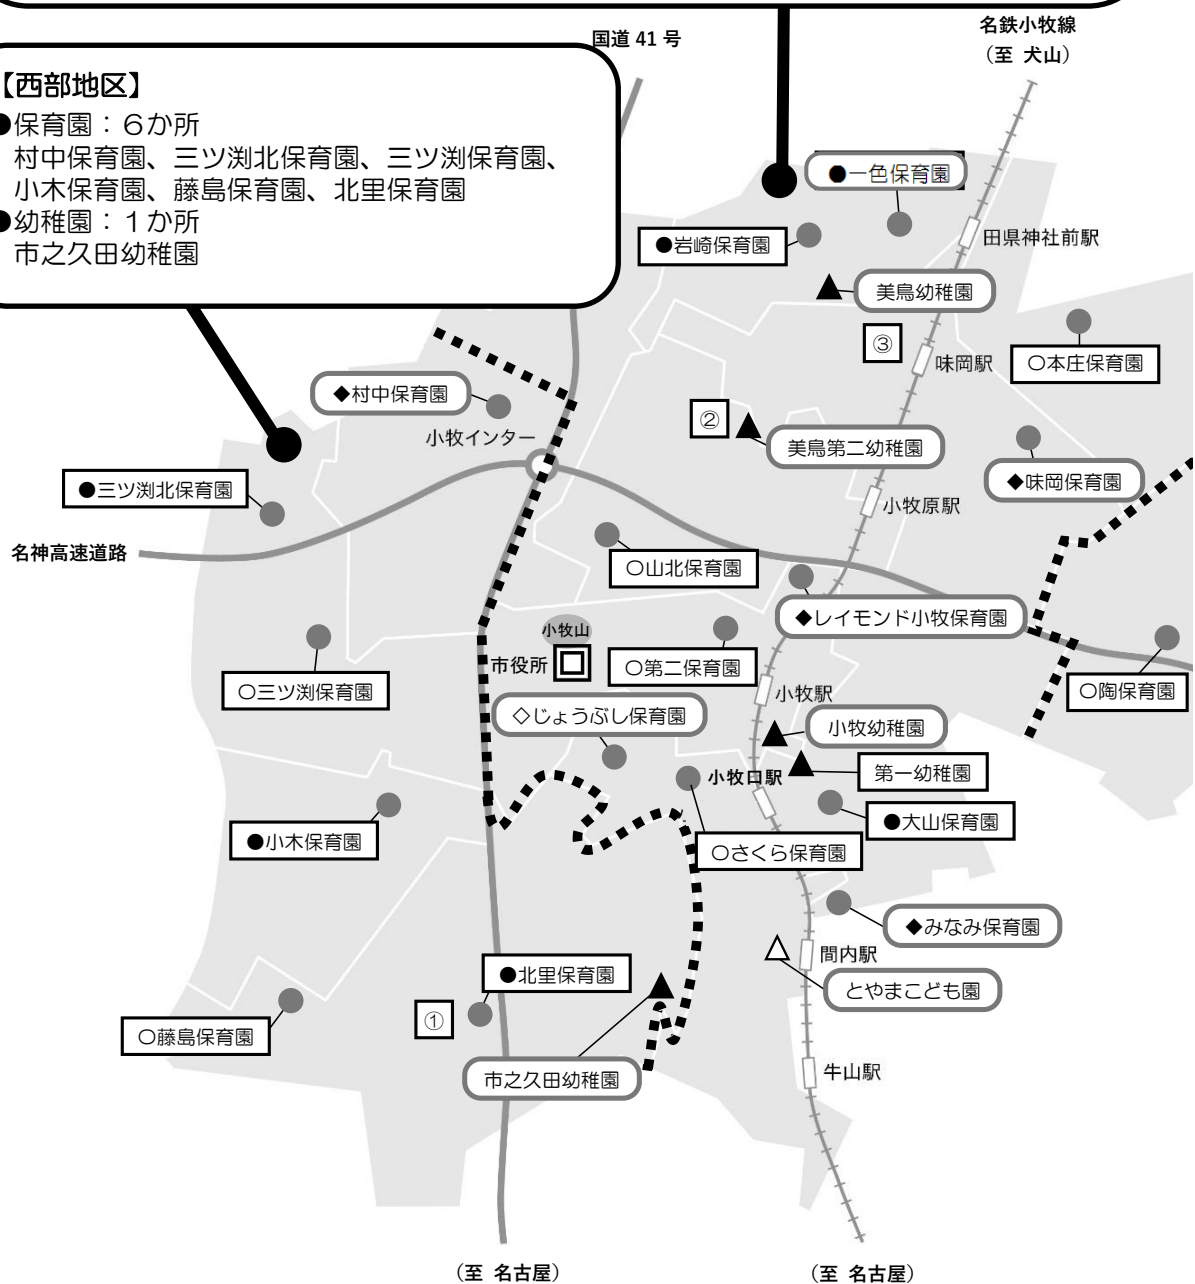 国道 41 号
名鉄小牧線
（至 犬山）
【西部地区】
●保育園：６か所
村中保育園、三ツ渕北保育園、三ツ渕保育園、
小木保育園、藤島保育園、北里保育園
●幼稚園：１か所
市之久田幼稚園
●一色保育園
●岩崎保育園
田県神社前駅
美鳥幼稚園
③
味岡駅
〇本庄保育園
◆村中保育園
小牧インター
②
美鳥第二幼稚園
◆味岡保育園
●三ツ渕北保育園
小牧原駅
名神高速道路
〇山北保育園
◆レイモンド小牧保育園
小牧山
市役所
〇第二保育園
〇三ツ渕保育園
小牧駅
〇陶保育園
◇じょうぶし保育園
小牧幼稚園
小牧口駅
第一幼稚園
●大山保育園
●小木保育園
〇さくら保育園
◆みなみ保育園
間内駅
●北里保育園
とやまこども園
①
〇藤島保育園
市之久田幼稚園
牛山駅
（至 名古屋）
（至 名古屋）